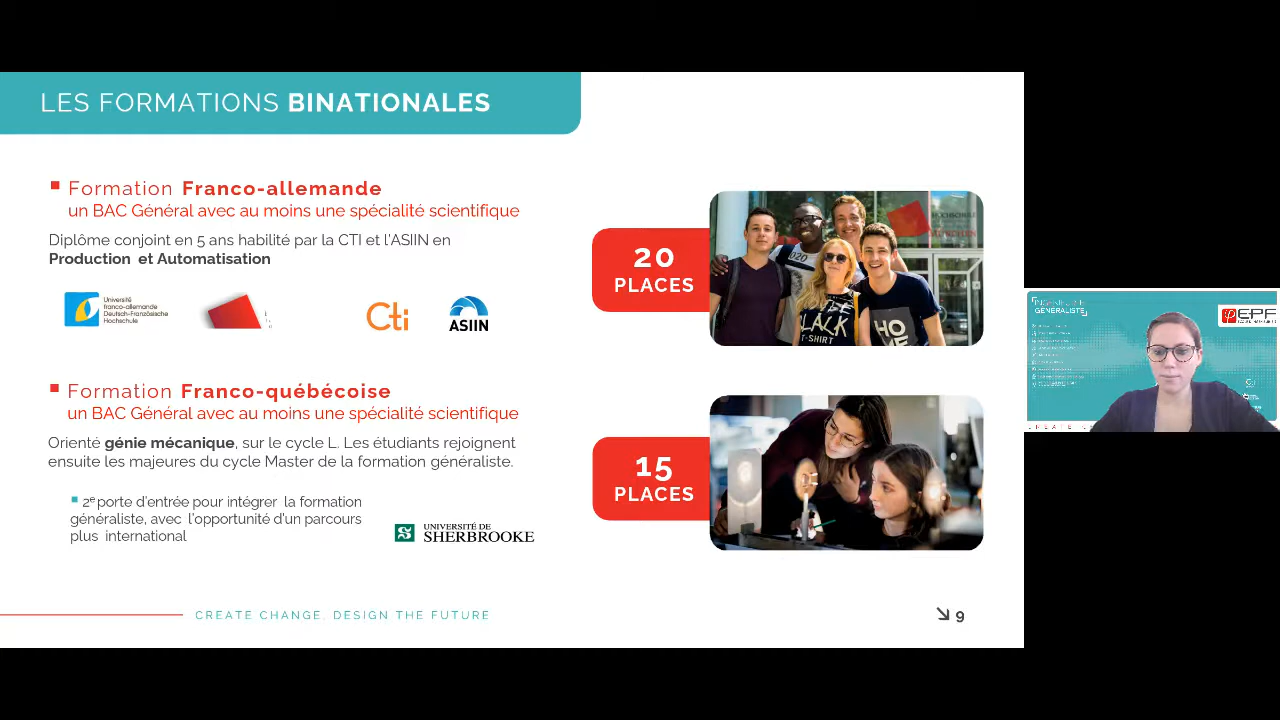 LES FORMATIONS BINATIONALES
Formation Franco-allemande
un BAC Général avec au moins une spécialité scientifique
Diplôme conjoint en 5 ans habilité par la CTI et l'ASIIN en
Production et Automatisation
Université
franco-allemande
Deutsch-Französische
Hochschule
Cti
ASIIN
20
PLACES
HOCHSCHULE
MÜNCHEN
BLACK
T-SHIRT
Formation Franco-québécoise
un BAC Général avec au moins une spécialité scientifique
Orienté génie mécanique, sur le cycle L. Les étudiants rejoignent
ensuite les majeures du cycle Master de la formation généraliste.
2e porte d'entrée pour intégrer la formation
généraliste, avec l'opportunité d'un parcours
plus international
UNIVERSITÉ DE
SHERBROOKE
15
PLACES
CREATE CHANGE. DESIGN THE FUTURE
9
INGÉNIEUR·E
GÉNÉRALISTE
EPF